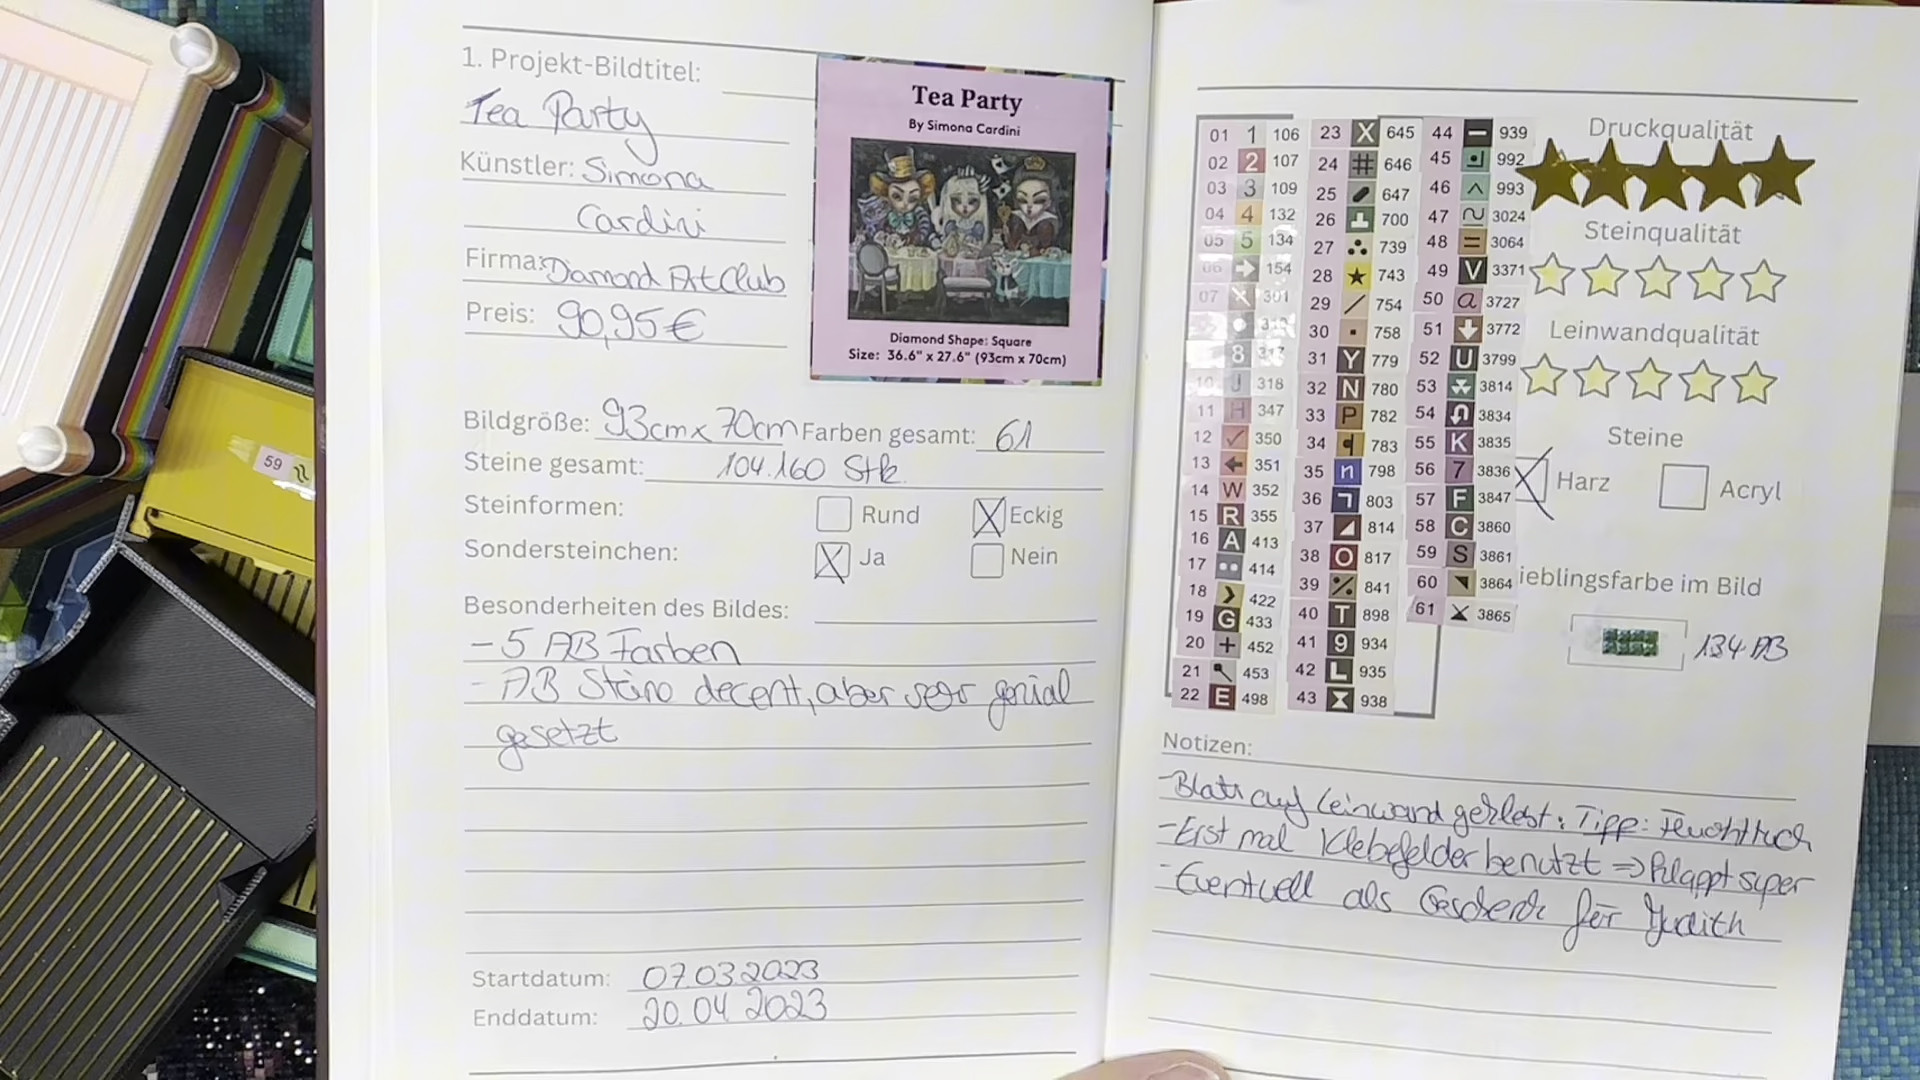 1. Projekt-Bildtitel:
Tea Party
Künstler: Simona
Cardini
Firma: Diamond Art Club
Preis: 90,95€
Tea Party
By Simona Cardini
Diamond Shape: Square
Size: 36.6" x 27.6" (93cm x 70cm)
Bildgröße: 93cm x 70cm Farben gesamt: 61
Steine gesamt: 104.160 Stk.
Steinformen: Rund Eckig
Sondersteinchen: Ja Nein
Besonderheiten des Bildes:
- 5 AB Farben
- AB Steine decent, aber sehr genial
gesetzt
Startdatum: 07.03.2023
Enddatum: 20.04.2023
01 1 106
02 2 107
03 3 109
04 4 132
05 5 134
06 154
07 301
8 317
10 J 318
11 H 347
12 350
13 351
14 W 352
15 R 355
16 A 413
17 414
18 422
19 G 433
20 + 452
21 453
22 E 498
23 X 645
24 # 646
25 647
26 700
27 739
28 ★ 743
29 / 754
30 758
31 Y 779
32 N 780
33 P 782
34 783
35 n 798
36 803
37 814
38 O 817
39 841
40 T 898
41 9 934
42 L 935
43 938
44 939
45 992
46 993
47 3024
48 = 3064
49 V 3371
50 a 3727
51 3772
52 U 3799
53 3814
54 3834
55 K 3835
56 7 3836
57 F 3847
58 C 3860
59 S 3861
60 3864
61 3865
Druckqualität
Steinqualität
Leinwandqualität
Steine
Harz Acryl
ieblingsfarbe im Bild
134 AB
Notizen:
- Blatt auf Leinwand geklebt: Tipp: Feuchttuch
- Erst mal Klebefelder benutzt => klappt super
- Eventuell als Geschenk für Judith
59